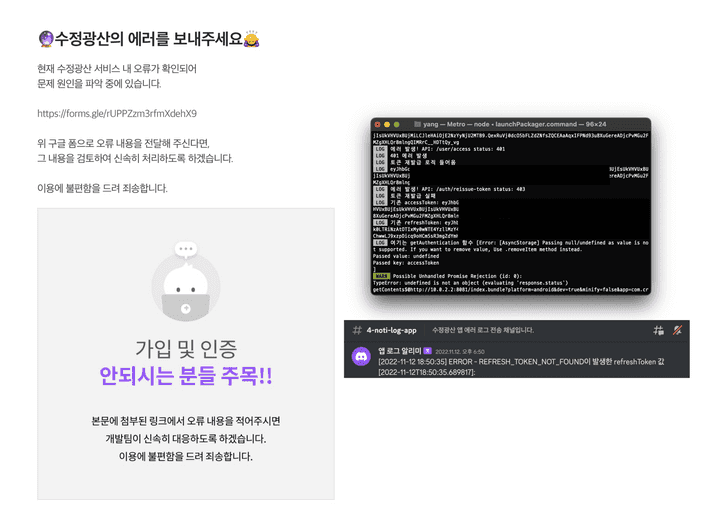 🔮수정광산의 에러를 보내주세요🙇
현재 수정광산 서비스 내 오류가 확인되어
문제 원인을 파악 중에 있습니다.
https://forms.gle/rUPPZzm3rfmXdehX9
위 구글 폼으로 오류 내용을 전달해 주신다면,
그 내용을 검토하여 신속히 처리하도록 하겠습니다.
이용에 불편함을 드려 죄송합니다.
가입 및 인증
안되시는 분들 주목!!
본문에 첨부된 링크에서 오류 내용을 적어주시면
개발팀이 신속히 대응하도록 하겠습니다.
이용에 불편함을 드려 죄송합니다.
yang — Metro — node ◂ launchPackager.command — 96×24
LOG 에러 발생! API: /user/access status: 401
LOG 401 에러 발생
LOG 토큰 재발급 로직 들어옴
LOG 에러 발생! API: /auth/reissue-token status: 403
LOG 토큰 재발급 실패
LOG 기존 accessToken: eyJhbG
LOG 기존 refreshToken: eyJh
LOG 여기는 getAuthentication 함수 [Error: [AsyncStorage] Passing null/undefined as value is no
t supported. If you want to remove value, Use .removeItem method instead.
Passed value: undefined
Passed key: accessToken
]
WARN Possible Unhandled Promise Rejection (id: 0):
TypeError: undefined is not an object (evaluating 'response.status')
getContents$@http://10.0.2.2:8081/index.bundle?platform=android&dev=true&minify=false&app=com.cr
# 4-noti-log-app 수정광산 앱 에러 로그 전송 채널입니다.
앱 로그 알리미 봇 2022.11.12. 오후 6:50
[2022-11-12 18:50:35] ERROR - REFRESH_TOKEN_NOT_FOUND이 발생한 refreshToken 값
[2022-11-12T18:50:35.689817]: